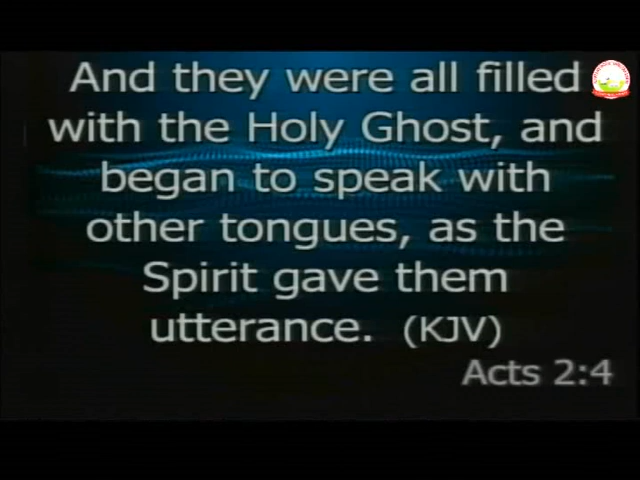 And they were all filled
with the Holy Ghost, and
began to speak with
other tongues, as the
Spirit gave them
utterance. (KJV)
Acts 2:4